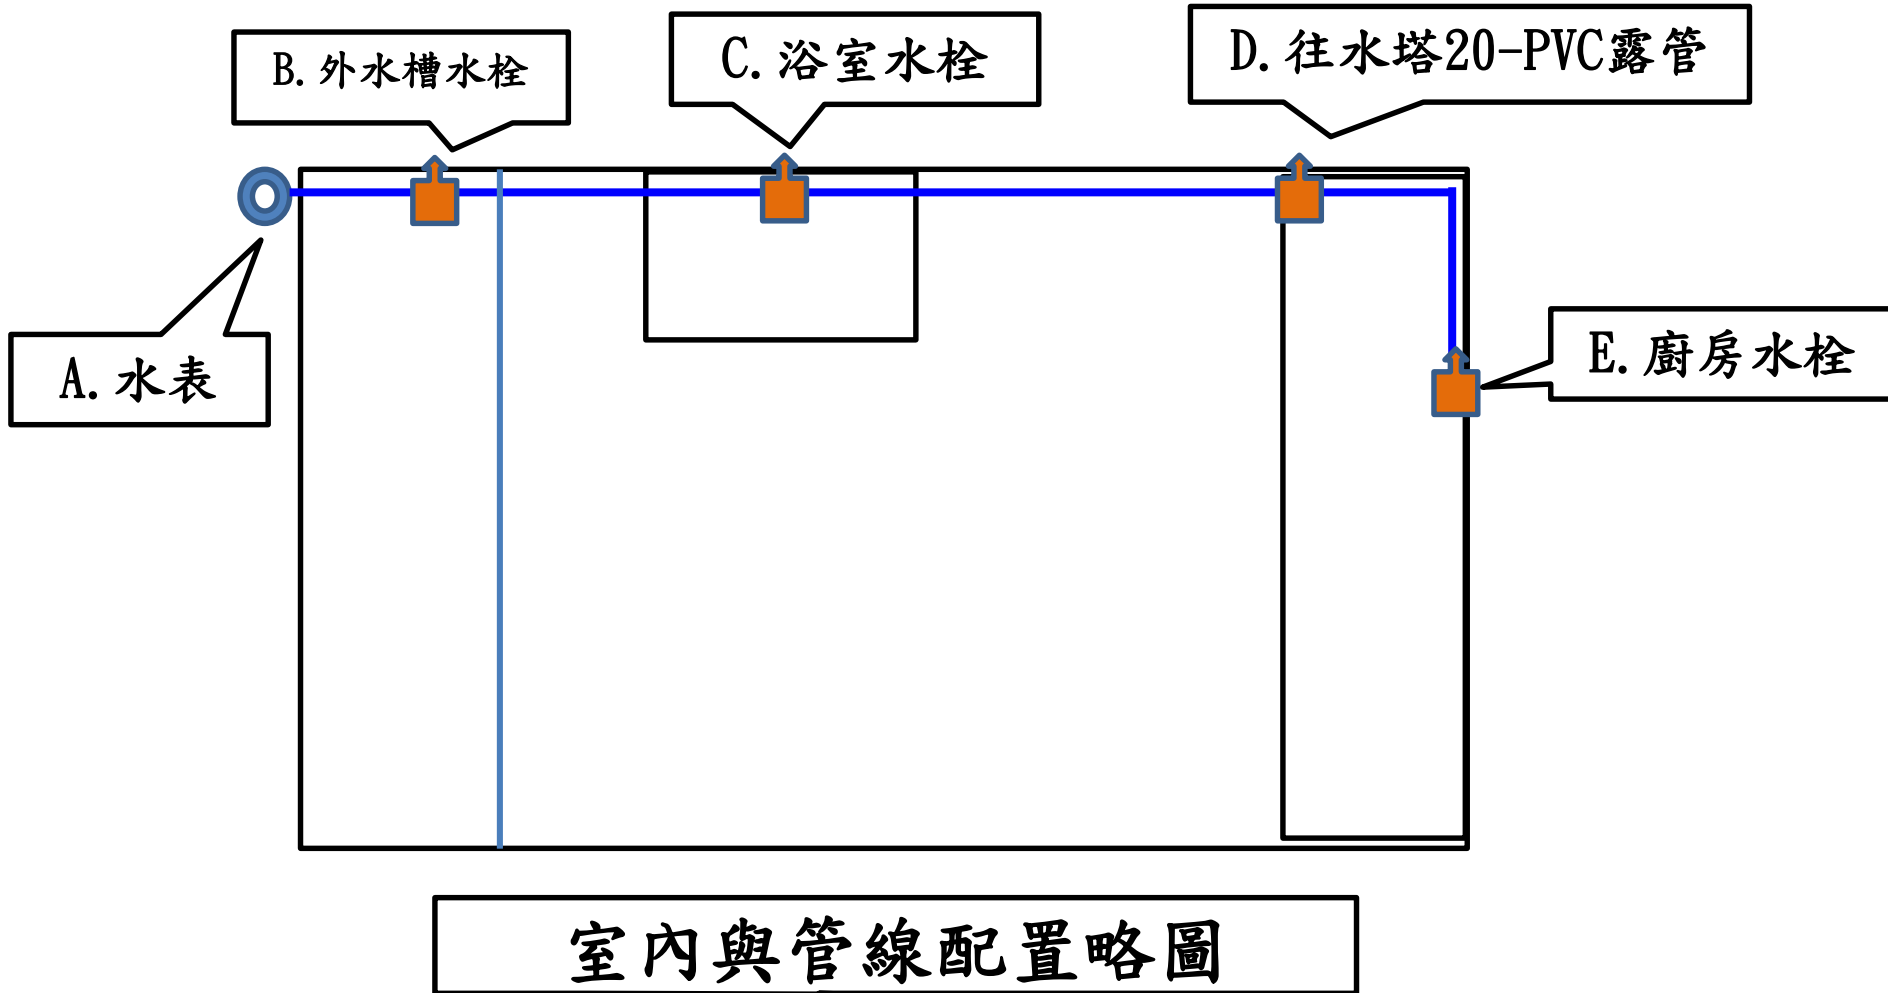 B. 外水槽水栓
C. 浴室水栓
D. 往水塔20-PVC露管
A. 水表
E. 廚房水栓
室內與管線配置略圖